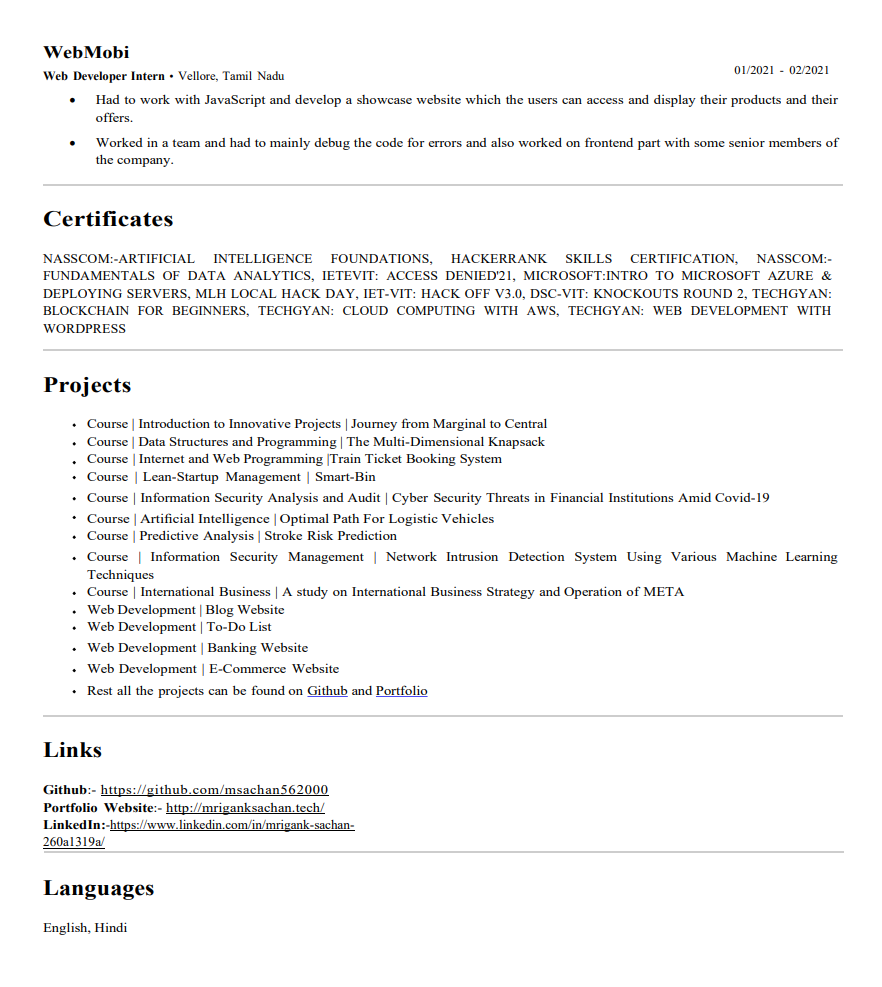 WebMobi
Web Developer Intern • Vellore, Tamil Nadu
01/2021 - 02/2021
• Had to work with JavaScript and develop a showcase website which the users can access and display their products and their
offers.
• Worked in a team and had to mainly debug the code for errors and also worked on frontend part with some senior members of
the company.
Certificates
NASSCOM:-ARTIFICIAL INTELLIGENCE FOUNDATIONS, HACKERRANK SKILLS CERTIFICATION, NASSCOM:-
FUNDAMENTALS OF DATA ANALYTICS, IETEVIT: ACCESS DENIED'21, MICROSOFT:INTRO TO MICROSOFT AZURE &
DEPLOYING SERVERS, MLH LOCAL HACK DAY, IET-VIT: HACK OFF V3.0, DSC-VIT: KNOCKOUTS ROUND 2, TECHGYAN:
BLOCKCHAIN FOR BEGINNERS, TECHGYAN: CLOUD COMPUTING WITH AWS, TECHGYAN: WEB DEVELOPMENT WITH
WORDPRESS
Projects
• Course | Introduction to Innovative Projects | Journey from Marginal to Central
• Course | Data Structures and Programming | The Multi-Dimensional Knapsack
• Course | Internet and Web Programming |Train Ticket Booking System
• Course | Lean-Startup Management | Smart-Bin
• Course | Information Security Analysis and Audit | Cyber Security Threats in Financial Institutions Amid Covid-19
• Course | Artificial Intelligence | Optimal Path For Logistic Vehicles
• Course | Predictive Analysis | Stroke Risk Prediction
• Course | Information Security Management | Network Intrusion Detection System Using Various Machine Learning
Techniques
• Course | International Business | A study on International Business Strategy and Operation of META
• Web Development | Blog Website
• Web Development | To-Do List
• Web Development | Banking Website
• Web Development | E-Commerce Website
• Rest all the projects can be found on Github and Portfolio
Links
Github:- https://github.com/msachan562000
Portfolio Website:- http://mriganksachan.tech/
LinkedIn:-https://www.linkedin.com/in/mrigank-sachan-
260a1319a/
Languages
English, Hindi